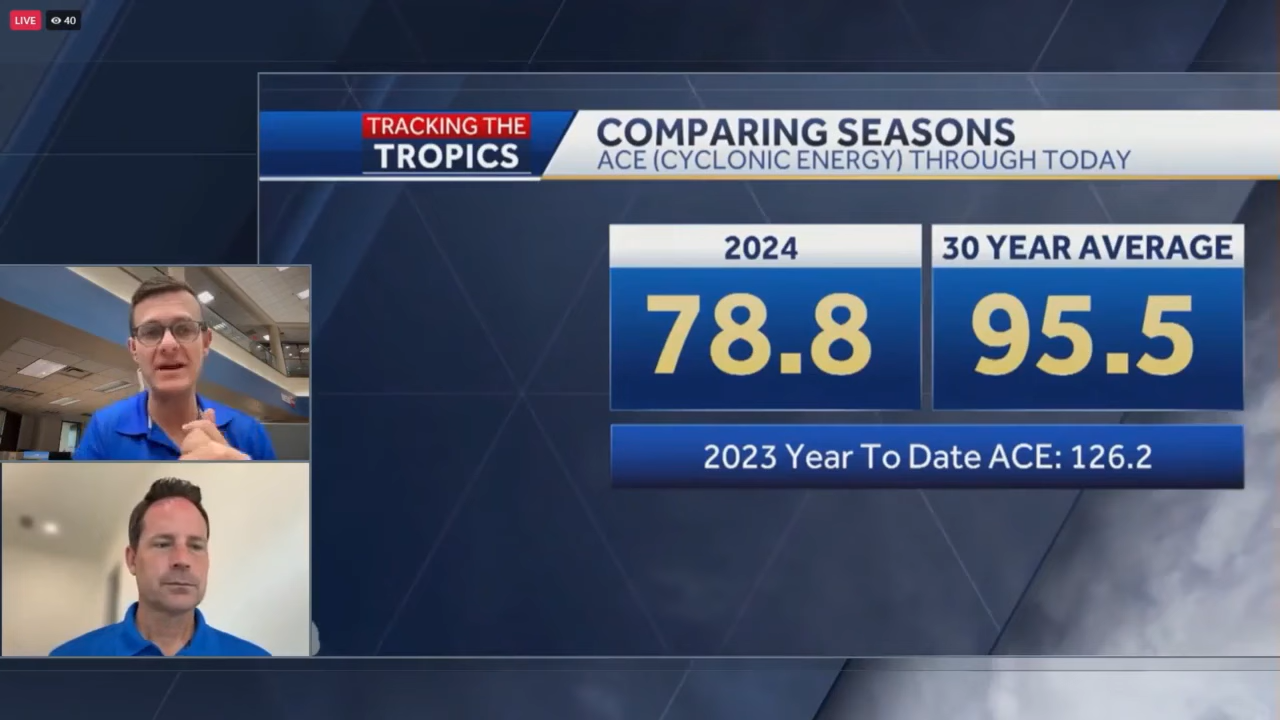 LIVE 40
TRACKING THE
TROPICS
COMPARING SEASONS
ACE (CYCLONIC ENERGY) THROUGH TODAY
2024
78.8
30 YEAR AVERAGE
95.5
2023 Year To Date ACE: 126.2